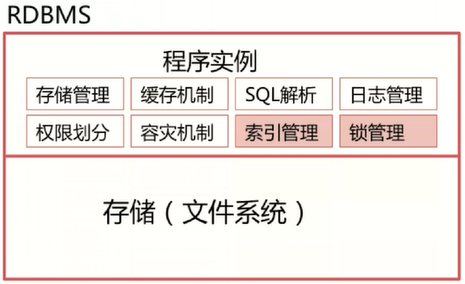 RDBMS
程序实例
存储管理 缓存机制 SQL解析 日志管理
权限划分 容灾机制 索引管理 锁管理
存储（文件系统）